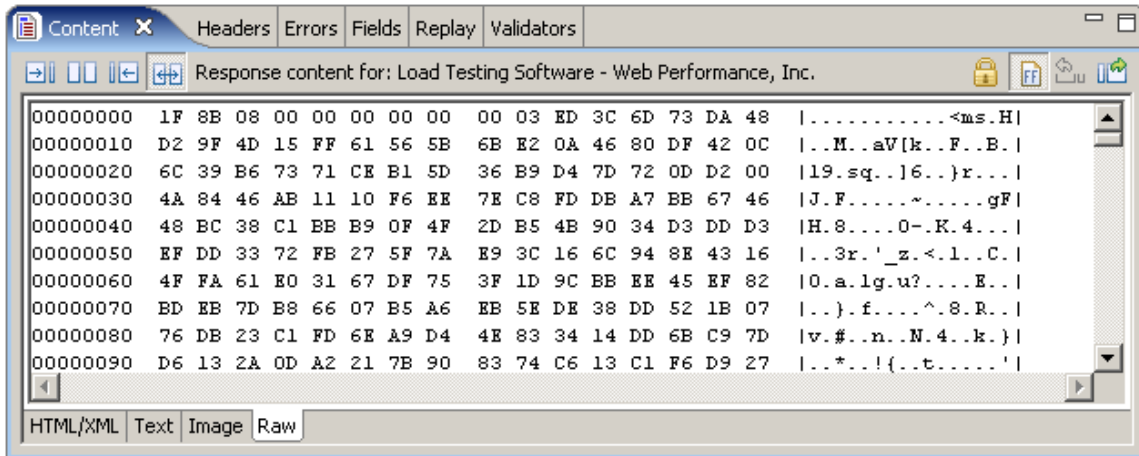 Content Headers Errors Fields Replay Validators
Response content for: Load Testing Software - Web Performance, Inc. FF
00000000 1F 8B 08 00 00 00 00 00 00 03 ED 3C 6D 73 DA 48 |...........<ms.H|
00000010 D2 9F 4D 15 FF 61 56 5B 6B E2 0A 46 80 DF 42 0C |..M..aV[k..F..B.|
00000020 6C 39 B6 73 71 CE B1 5D 36 B9 D4 7D 72 0D D2 00 |l9.sq..]6..}r...|
00000030 4A 84 46 AB 11 10 F6 EE 7E C8 FD DB A7 BB 67 46 |J.F.....~.....gF|
00000040 48 BC 38 C1 BB B9 0F 4F 2D B5 4B 90 34 D3 DD D3 |H.8....O-.K.4...|
00000050 EF DD 33 72 FB 27 5F 7A E9 3C 16 6C 94 8E 43 16 |..3r.'_z.<.l..C.|
00000060 4F FA 61 E0 31 67 DF 75 3F 1D 9C BB EE 45 EF 82 |O.a.1g.u?....E..|
00000070 BD EB 7D B8 66 07 B5 A6 EB 5E DE 38 DD 52 1B 07 |..}.f....^.8.R..|
00000080 76 DB 23 C1 FD 6E A9 D4 4E 83 34 14 DD 6B C9 7D |v.#..n..N.4..k.}|
00000090 D6 13 2A 0D A2 21 7B 90 83 74 C6 13 C1 F6 D9 27 |..*..!{..t.....'|
HTML/XML Text Image Raw